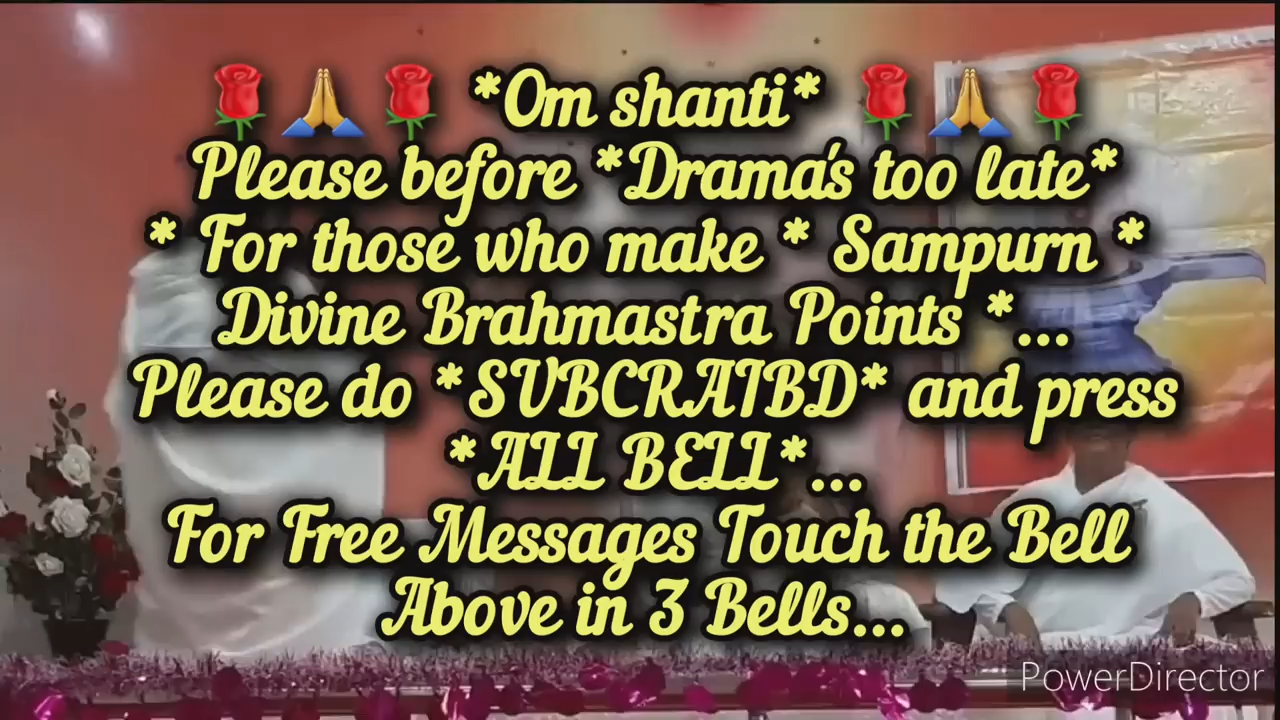 🌹🙏🌹 *Om shanti* 🌹🙏🌹
Please before *Drama's too late*
* For those who make * Sampurn *
Divine Brahmastra Points *...
Please do *SUBCRAIBD* and press
*ALL BELL*...
For Free Messages Touch the Bell
Above in 3 Bells...
PowerDirector